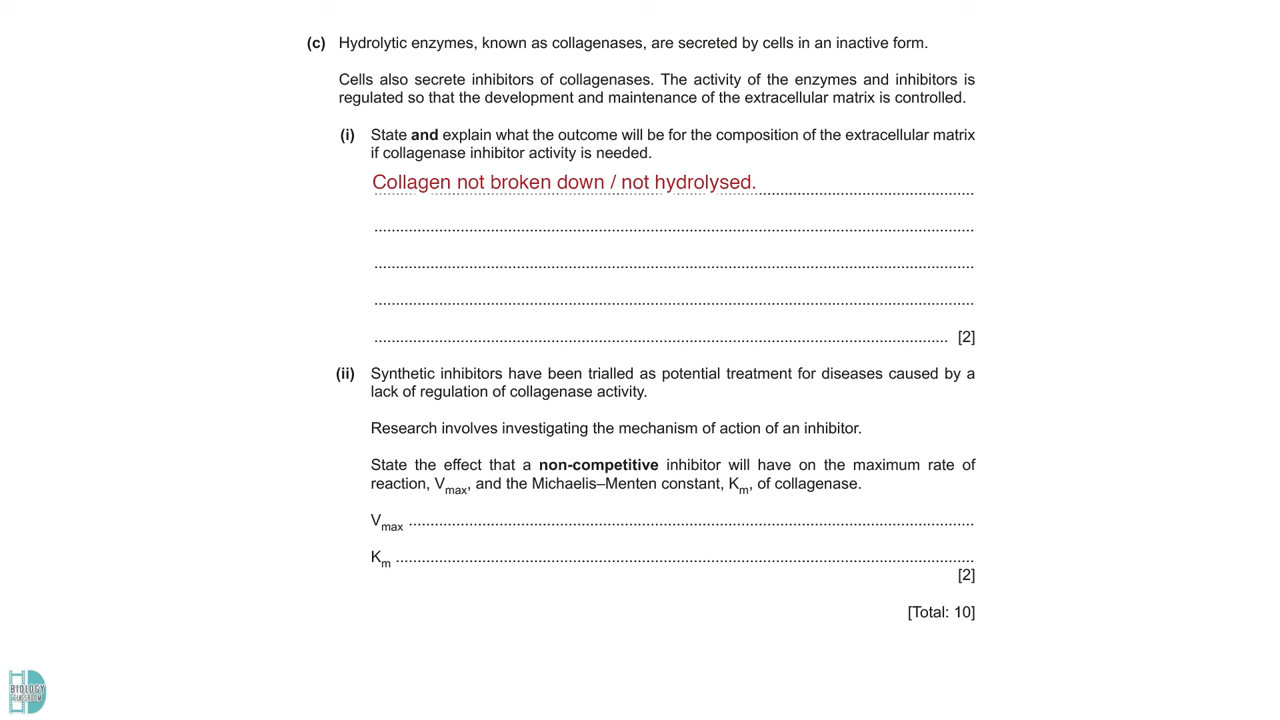 (c) Hydrolytic enzymes, known as collagenases, are secreted by cells in an inactive form.
Cells also secrete inhibitors of collagenases. The activity of the enzymes and inhibitors is
regulated so that the development and maintenance of the extracellular matrix is controlled.
(i) State and explain what the outcome will be for the composition of the extracellular matrix
if collagenase inhibitor activity is needed.
Collagen not broken down / not hydrolysed.
[2]
(ii) Synthetic inhibitors have been trialled as potential treatment for diseases caused by a
lack of regulation of collagenase activity.
Research involves investigating the mechanism of action of an inhibitor.
State the effect that a non-competitive inhibitor will have on the maximum rate of
reaction, Vmax, and the Michaelis–Menten constant, Km, of collagenase.
Vmax
Km
[2]
[Total: 10]
BIOLOGY
CLASSROOM